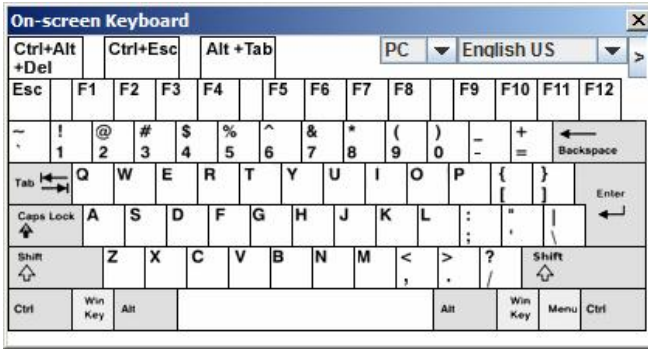 On-screen Keyboard X
Ctrl+Alt +Del Ctrl+Esc Alt +Tab PC English US >
Esc F1 F2 F3 F4 F5 F6 F7 F8 F9 F10 F11 F12
~ ! @ # $ % ^ & * ( ) _ +
` 1 2 3 4 5 6 7 8 9 0 - = Backspace
Tab Q W E R T Y U I O P { }
[ ] Enter
Caps Lock A S D F G H J K L : " |
; ' \
Shift Z X C V B N M < > ? Shift
, . /
Ctrl Win Key Alt Alt Win Key Menu Ctrl